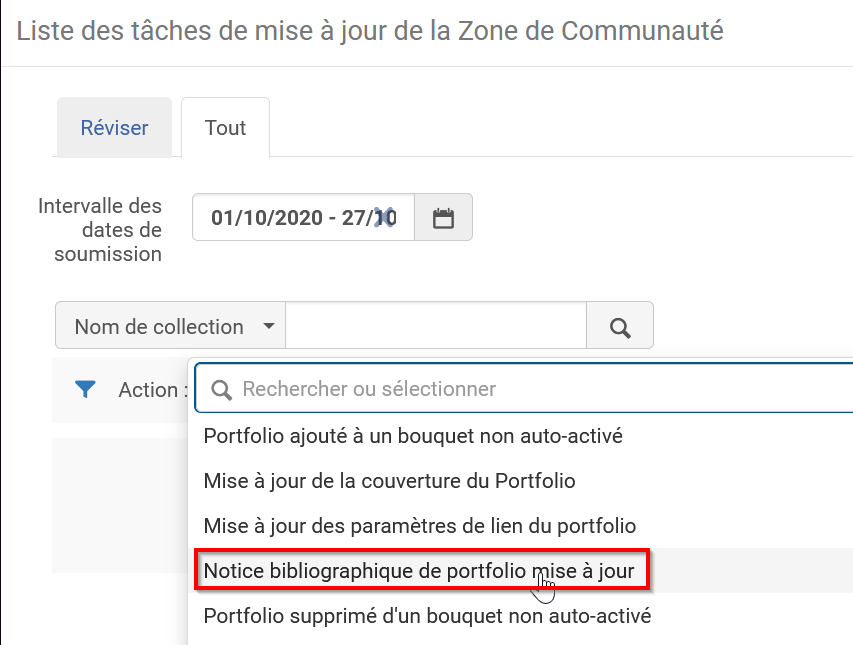 Liste des tâches de mise à jour de la Zone de Communauté
Réviser
Tout
Intervalle des
dates de
soumission
01/10/2020 - 27/10
Nom de collection
Action :
Rechercher ou sélectionner
Portfolio ajouté à un bouquet non auto-activé
Mise à jour de la couverture du Portfolio
Mise à jour des paramètres de lien du portfolio
Notice bibliographique de portfolio mise à jour
Portfolio supprimé d'un bouquet non auto-activé